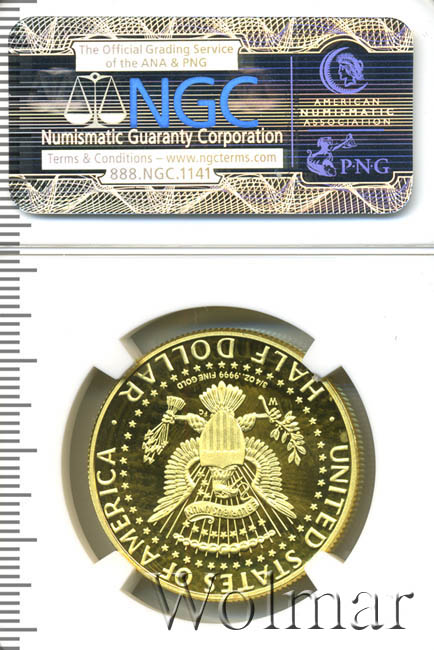 The Official Grading Service
of the ANA & PNG
NGC
Numismatic Guaranty Corporation
Terms & Conditions – www.ngcterms.com
888.NGC.1141
AMERICAN
NUMISMATIC
ASSOCIATION
P·N·G
HALF DOLLAR
3/4 OZ. .9999 FINE GOLD
W
UNITED STATES OF AMERICA
Wolmar